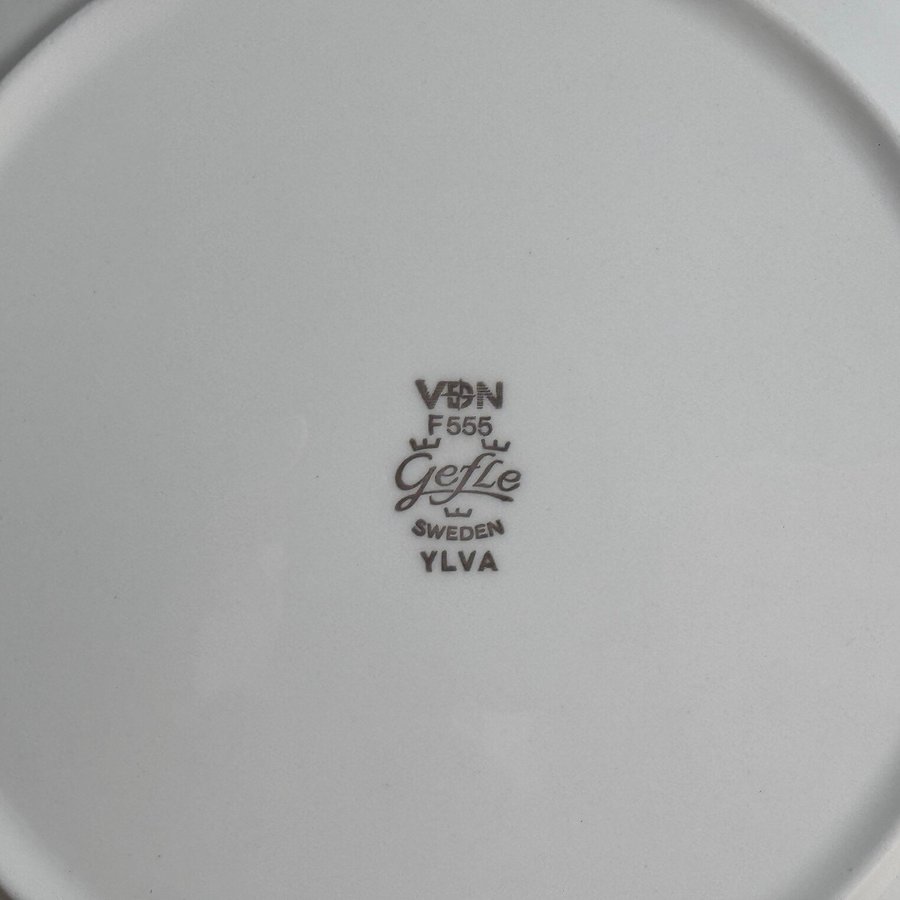 VDN
F555
Gefle
SWEDEN
YLVA